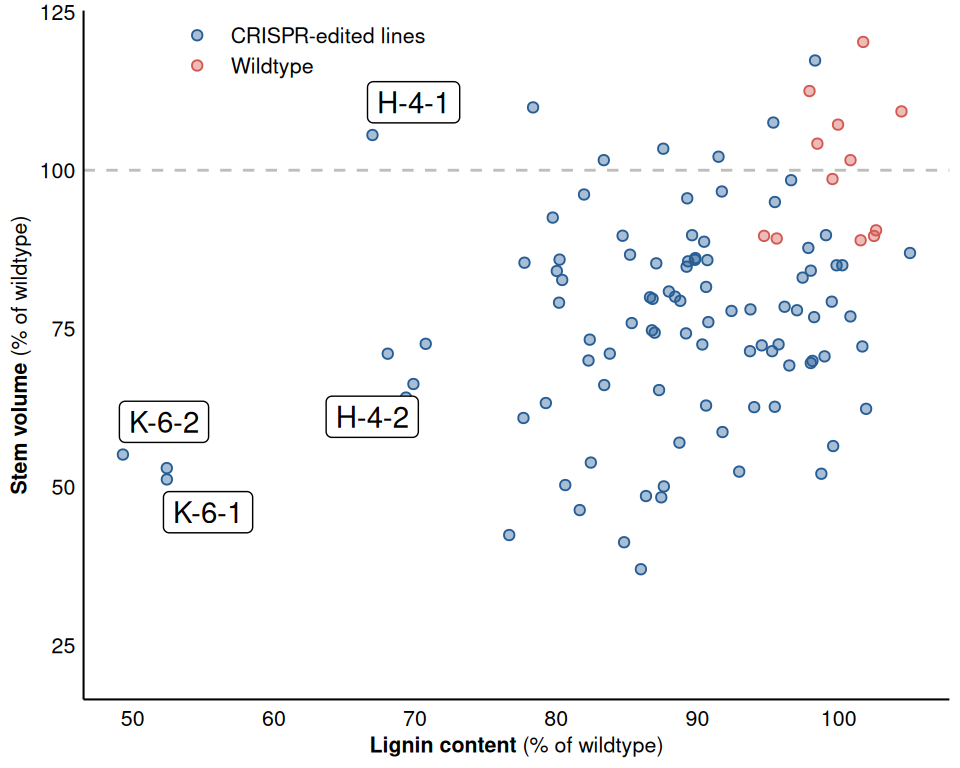 125
CRISPR-edited lines
Wildtype
H-4-1
100
Stem volume (% of wildtype)
75
H-4-2
K-6-2
50
K-6-1
25
50 60 70 80 90 100
Lignin content (% of wildtype)